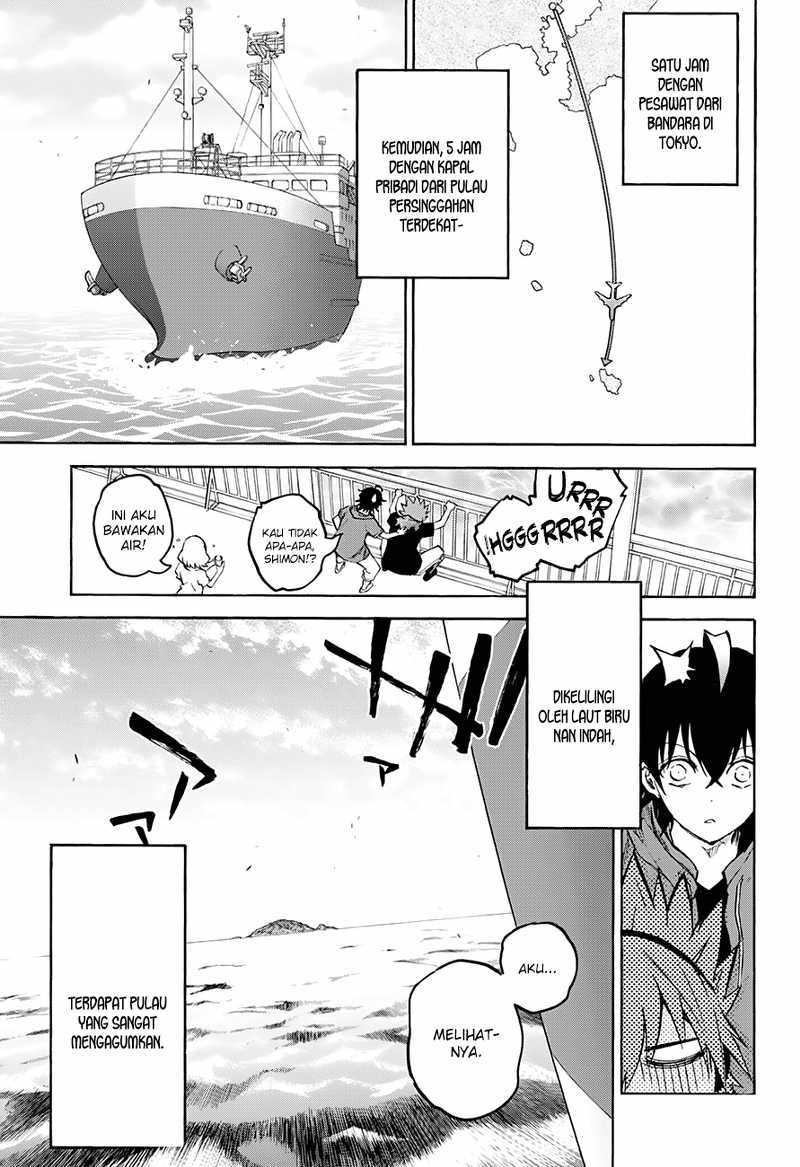 SATU JAM
DENGAN
PESAWAT DARI
BANDARA DI
TOKYO.
KEMUDIAN, 5 JAM
DENGAN KAPAL
PRIBADI DARI PULAU
PERSINGGAHAN
TERDEKAT-
URRRR
HGGGRRRR!
KAU TIDAK
APA-APA,
SHIMON!?
INI AKU
BAWAKAN
AIR!
DIKELILINGI
OLEH LAUT BIRU
NAN INDAH,
AKU...
MELIHAT-
NYA.
TERDAPAT PULAU
YANG SANGAT
MENGAGUMKAN.